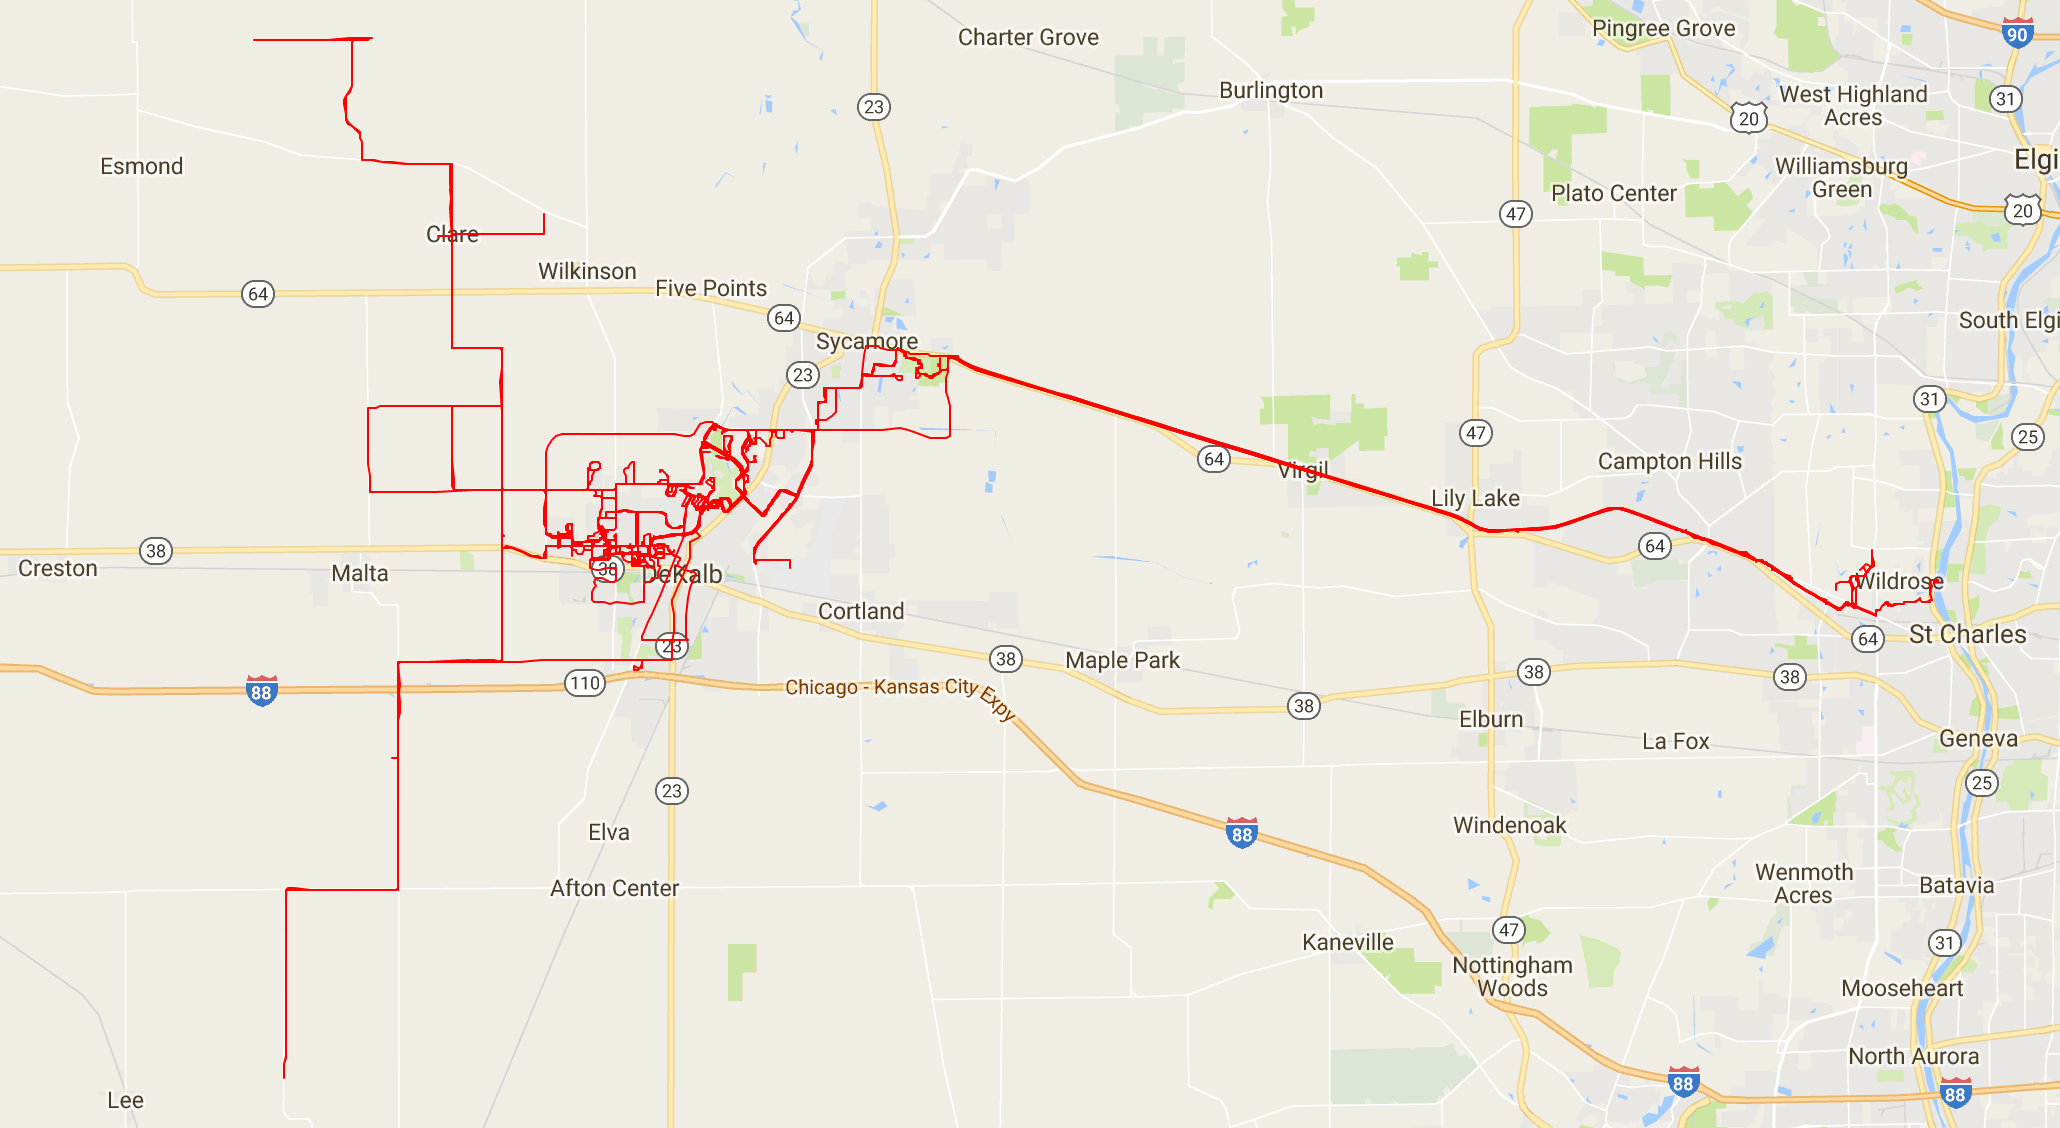 Pingree Grove
90
Charter Grove
Burlington
West Highland
Acres
31
23
20
Elgi
Esmond
Williamsburg
Green
Plato Center
20
47
Clare
Wilkinson
Five Points
64
64
South Elgi
Sycamore
23
31
47
25
64
Virgil
Campton Hills
Lily Lake
38
64
Creston
Malta
38
DeKalb
Wildrose
Cortland
64
St Charles
23
38
Maple Park
38
38
88
110
Chicago - Kansas City Expy
38
Elburn
La Fox
Geneva
25
23
Elva
88
Windenoak
Afton Center
Wenmoth
Acres
Batavia
47
Kaneville
31
Nottingham
Woods
Mooseheart
North Aurora
88
88
Lee